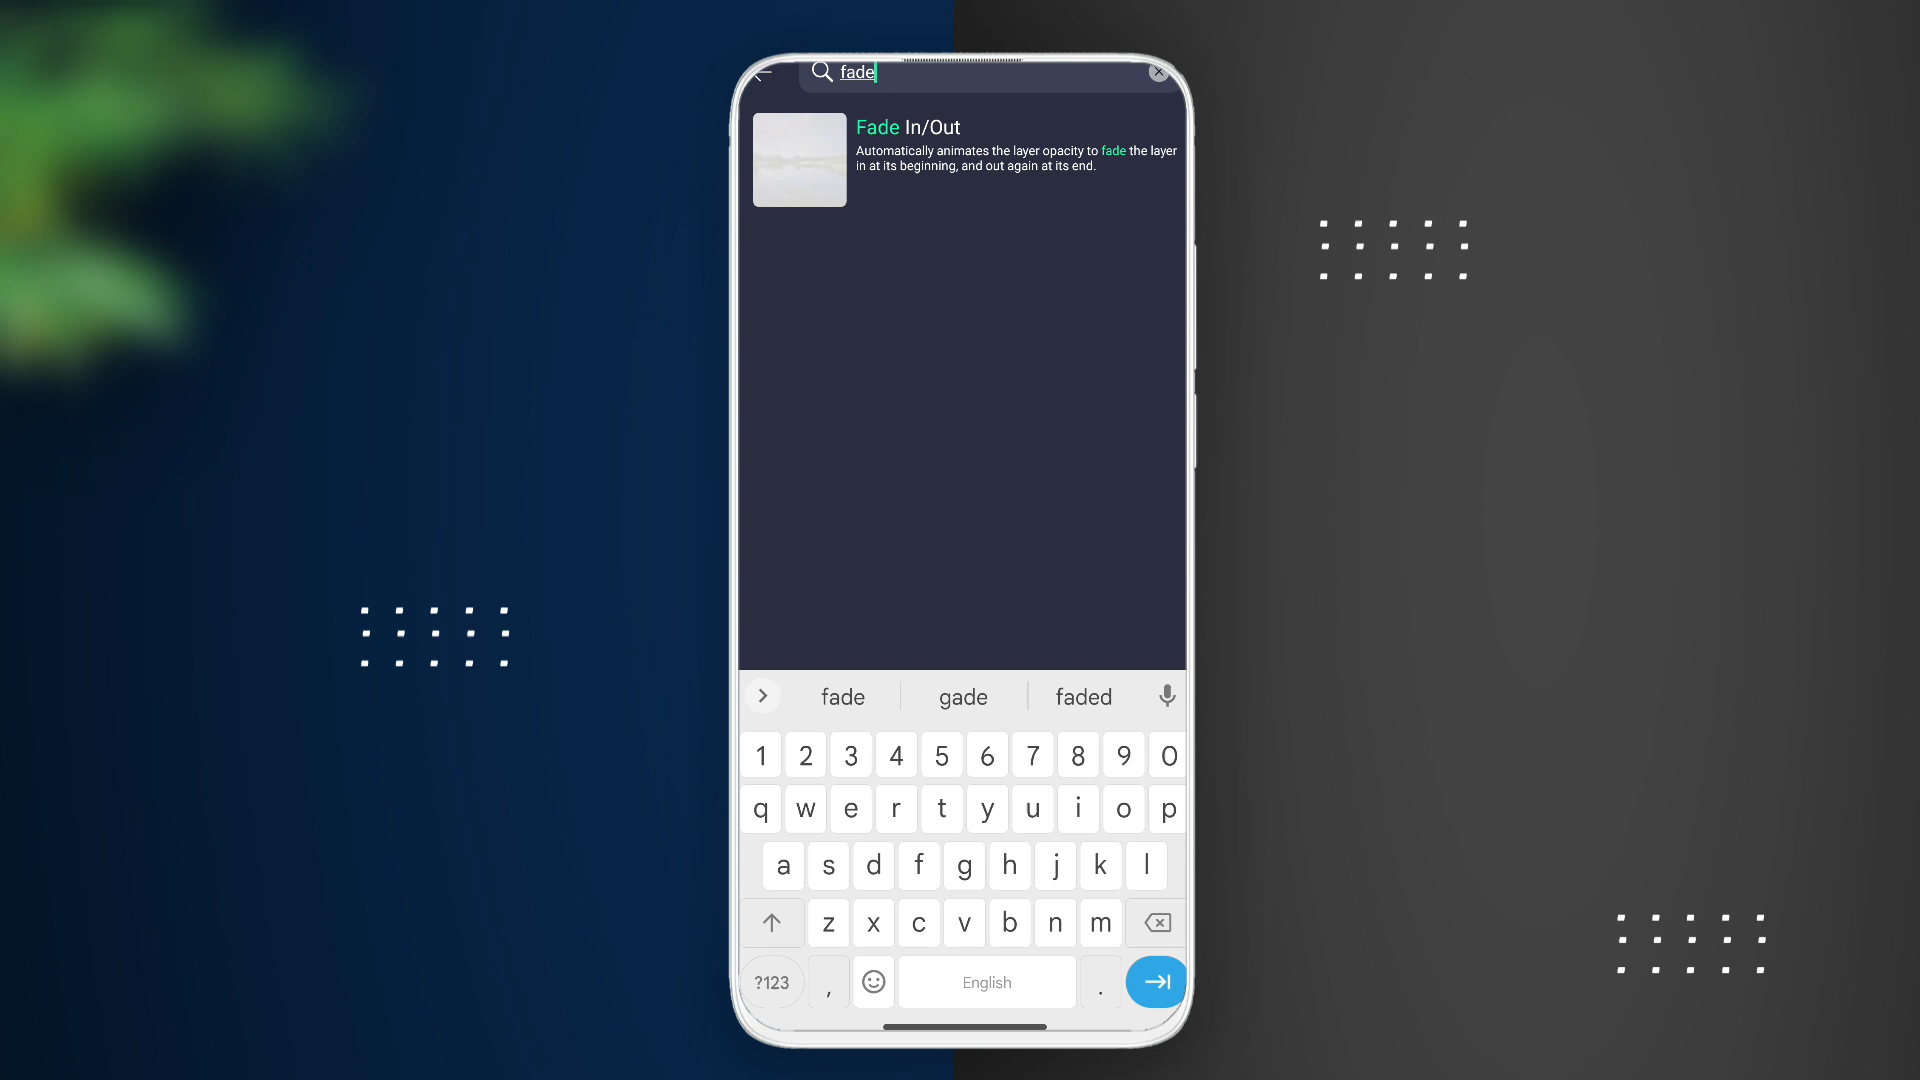 fade
Fade In/Out
Automatically animates the layer opacity to fade the layer
in at its beginning, and out again at its end.
fade gade faded
1 2 3 4 5 6 7 8 9 0
q w e r t y u i o p
a s d f g h j k l
z x c v b n m
?123 , English .